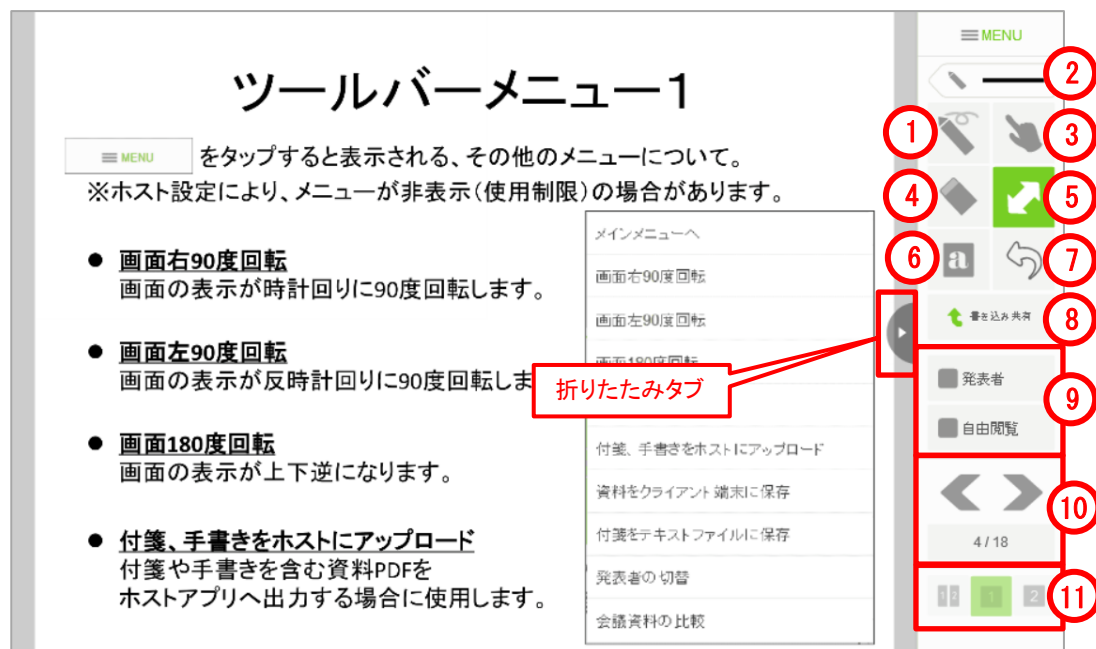 ツールバーメニュー1
MENU をタップすると表示される、その他のメニューについて。
※ホスト設定により、メニューが非表示(使用制限)の場合があります。
● 画面右90度回転
画面の表示が時計回りに90度回転します。
● 画面左90度回転
画面の表示が反時計回りに90度回転しま
● 画面180度回転
画面の表示が上下逆になります。
● 付箋、手書きをホストにアップロード
付箋や手書きを含む資料PDFを
ホストアプリへ出力する場合に使用します。
メインメニューへ
画面右90度回転
画面左90度回転
画面180度回転
折りたたみタブ
付箋、手書きをホストにアップロード
資料をクライアント端末に保存
付箋をテキストファイルに保存
発表者の切替
会議資料の比較
MENU
2
1
3
4
5
6
a
7
書き込み共有
8
発表者
9
自由閲覧
10
4 / 18
1 2
1
2
11